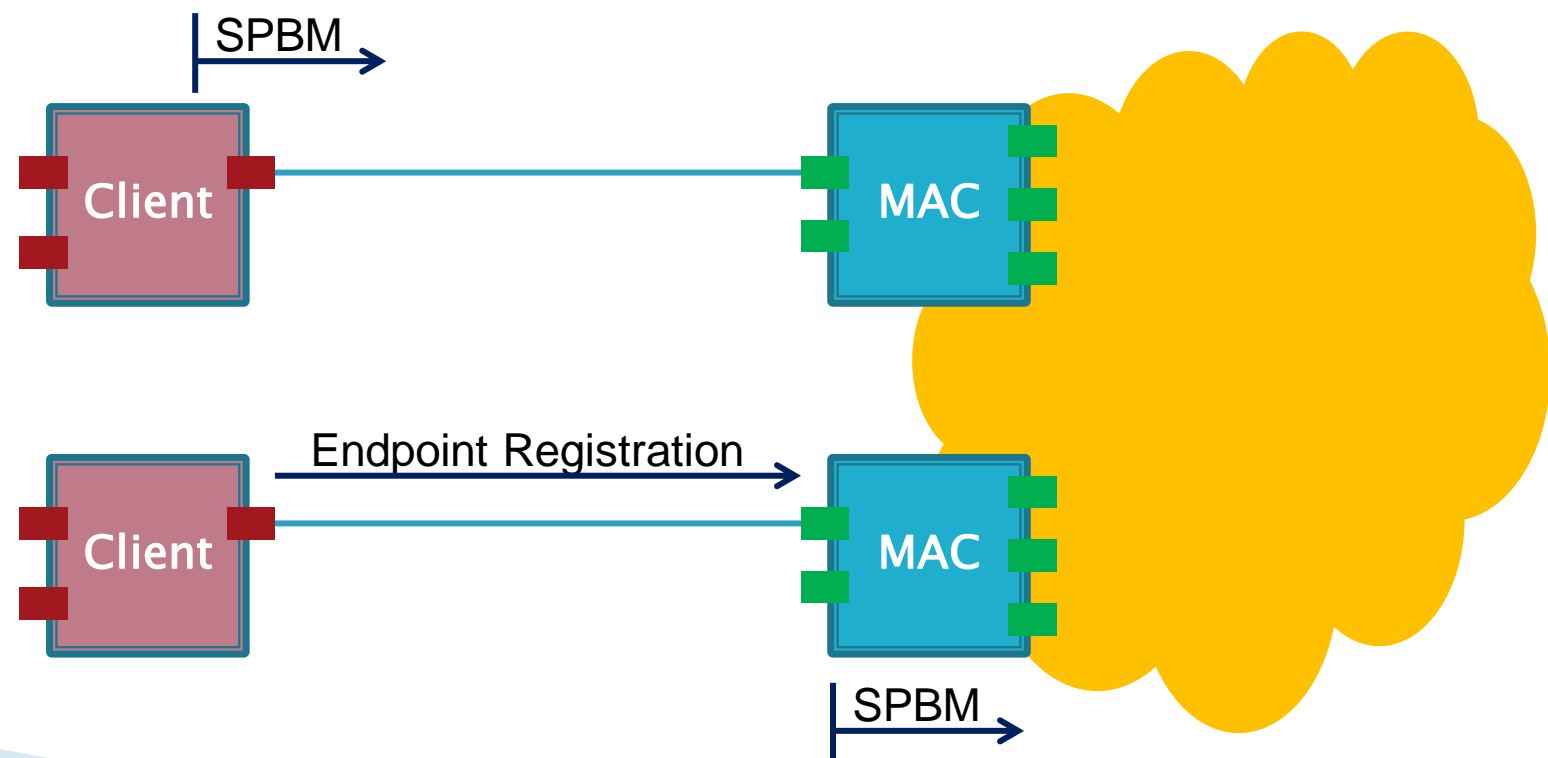 SPBM
Client
MAC
Endpoint Registration
Client
MAC
SPBM